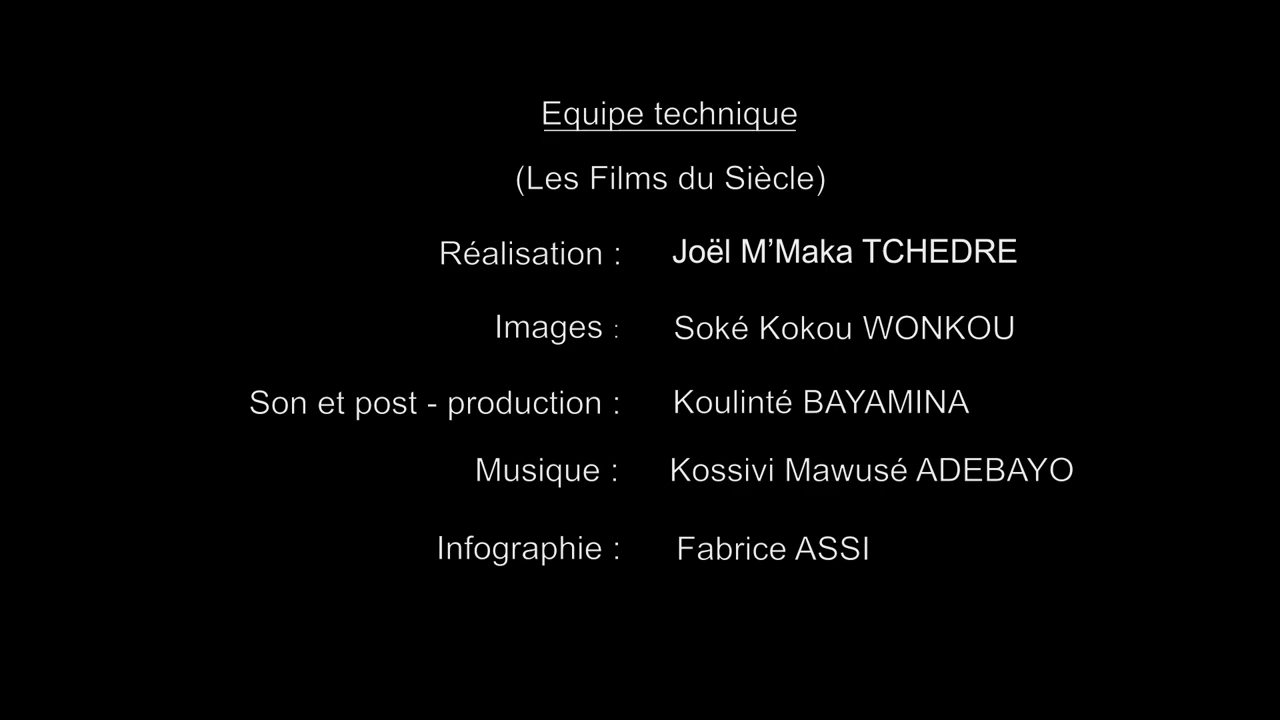 Equipe technique
(Les Films du Siècle)
Réalisation : Joël M’Maka TCHEDRE
Images : Soké Kokou WONKOU
Son et post - production : Koulinté BAYAMINA
Musique : Kossivi Mawusé ADEBAYO
Infographie : Fabrice ASSI